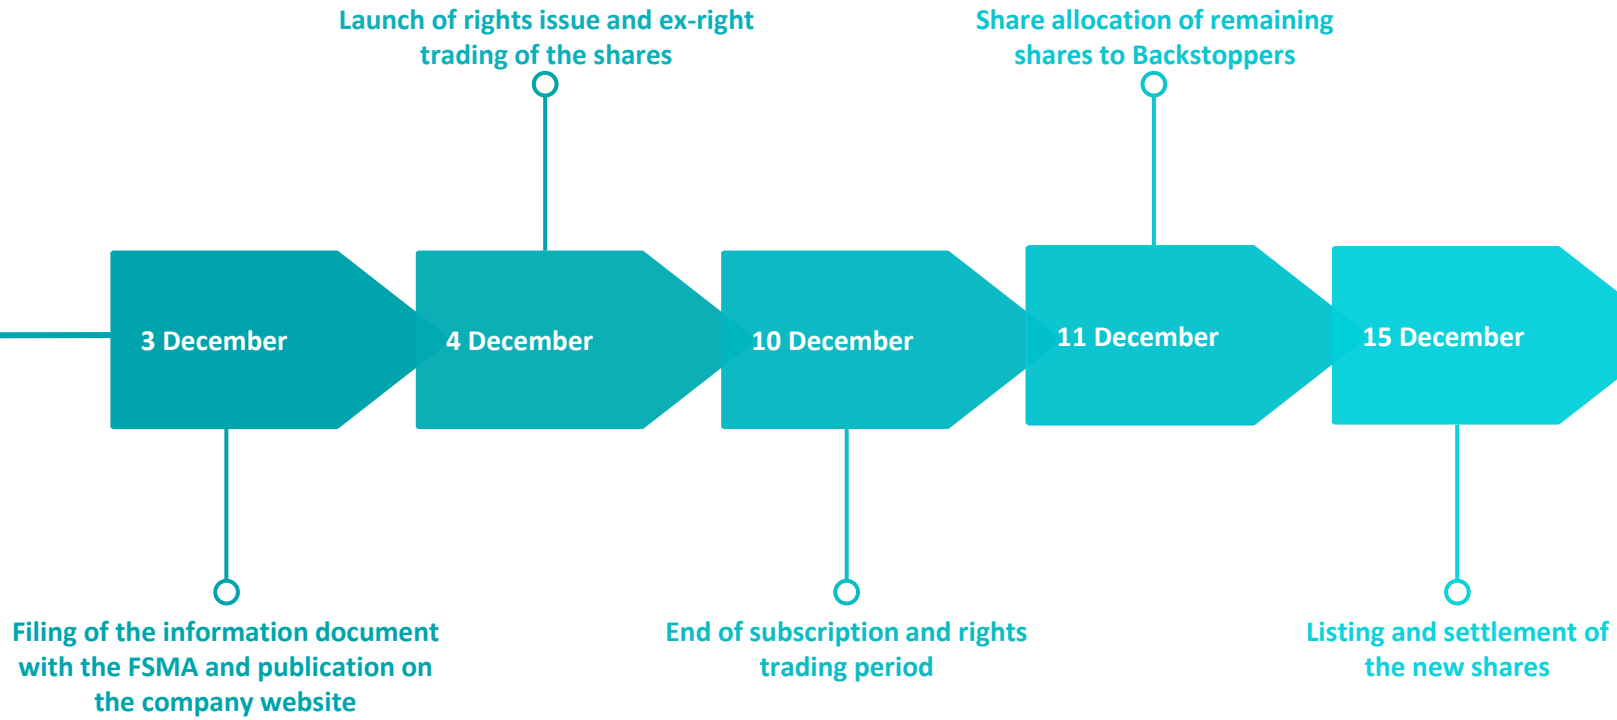 Launch of rights issue and ex-right
trading of the shares
Share allocation of remaining
shares to Backstoppers
3 December
4 December
10 December
11 December
15 December
Filing of the information document
with the FSMA and publication on
the company website
End of subscription and rights
trading period
Listing and settlement of
the new shares